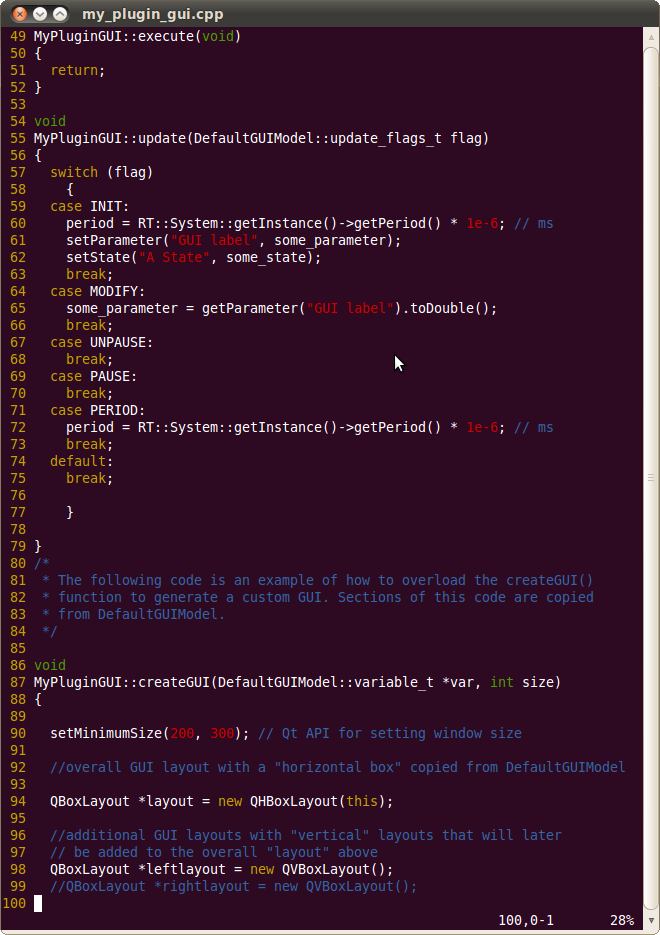 my_plugin_gui.cpp
49 MyPluginGUI::execute(void)
50 {
51   return;
52 }
53
54 void
55 MyPluginGUI::update(DefaultGUIModel::update_flags_t flag)
56 {
57   switch (flag)
58     {
59   case INIT:
60     period = RT::System::getInstance()->getPeriod() * 1e-6; // ms
61     setParameter("GUI label", some_parameter);
62     setState("A State", some_state);
63     break;
64   case MODIFY:
65     some_parameter = getParameter("GUI label").toDouble();
66     break;
67   case UNPAUSE:
68     break;
69   case PAUSE:
70     break;
71   case PERIOD:
72     period = RT::System::getInstance()->getPeriod() * 1e-6; // ms
73     break;
74   default:
75     break;
76
77     }
78
79 }
80 /*
81  * The following code is an example of how to overload the createGUI()
82  * function to generate a custom GUI. Sections of this code are copied
83  * from DefaultGUIModel.
84  */
85
86 void
87 MyPluginGUI::createGUI(DefaultGUIModel::variable_t *var, int size)
88 {
89
90   setMinimumSize(200, 300); // Qt API for setting window size
91
92   //overall GUI layout with a "horizontal box" copied from DefaultGUIModel
93
94   QBoxLayout *layout = new QHBoxLayout(this);
95
96   //additional GUI layouts with "vertical" layouts that will later
97   // be added to the overall "layout" above
98   QBoxLayout *leftlayout = new QVBoxLayout();
99   //QBoxLayout *rightlayout = new QVBoxLayout();
100
100,0-1 28%